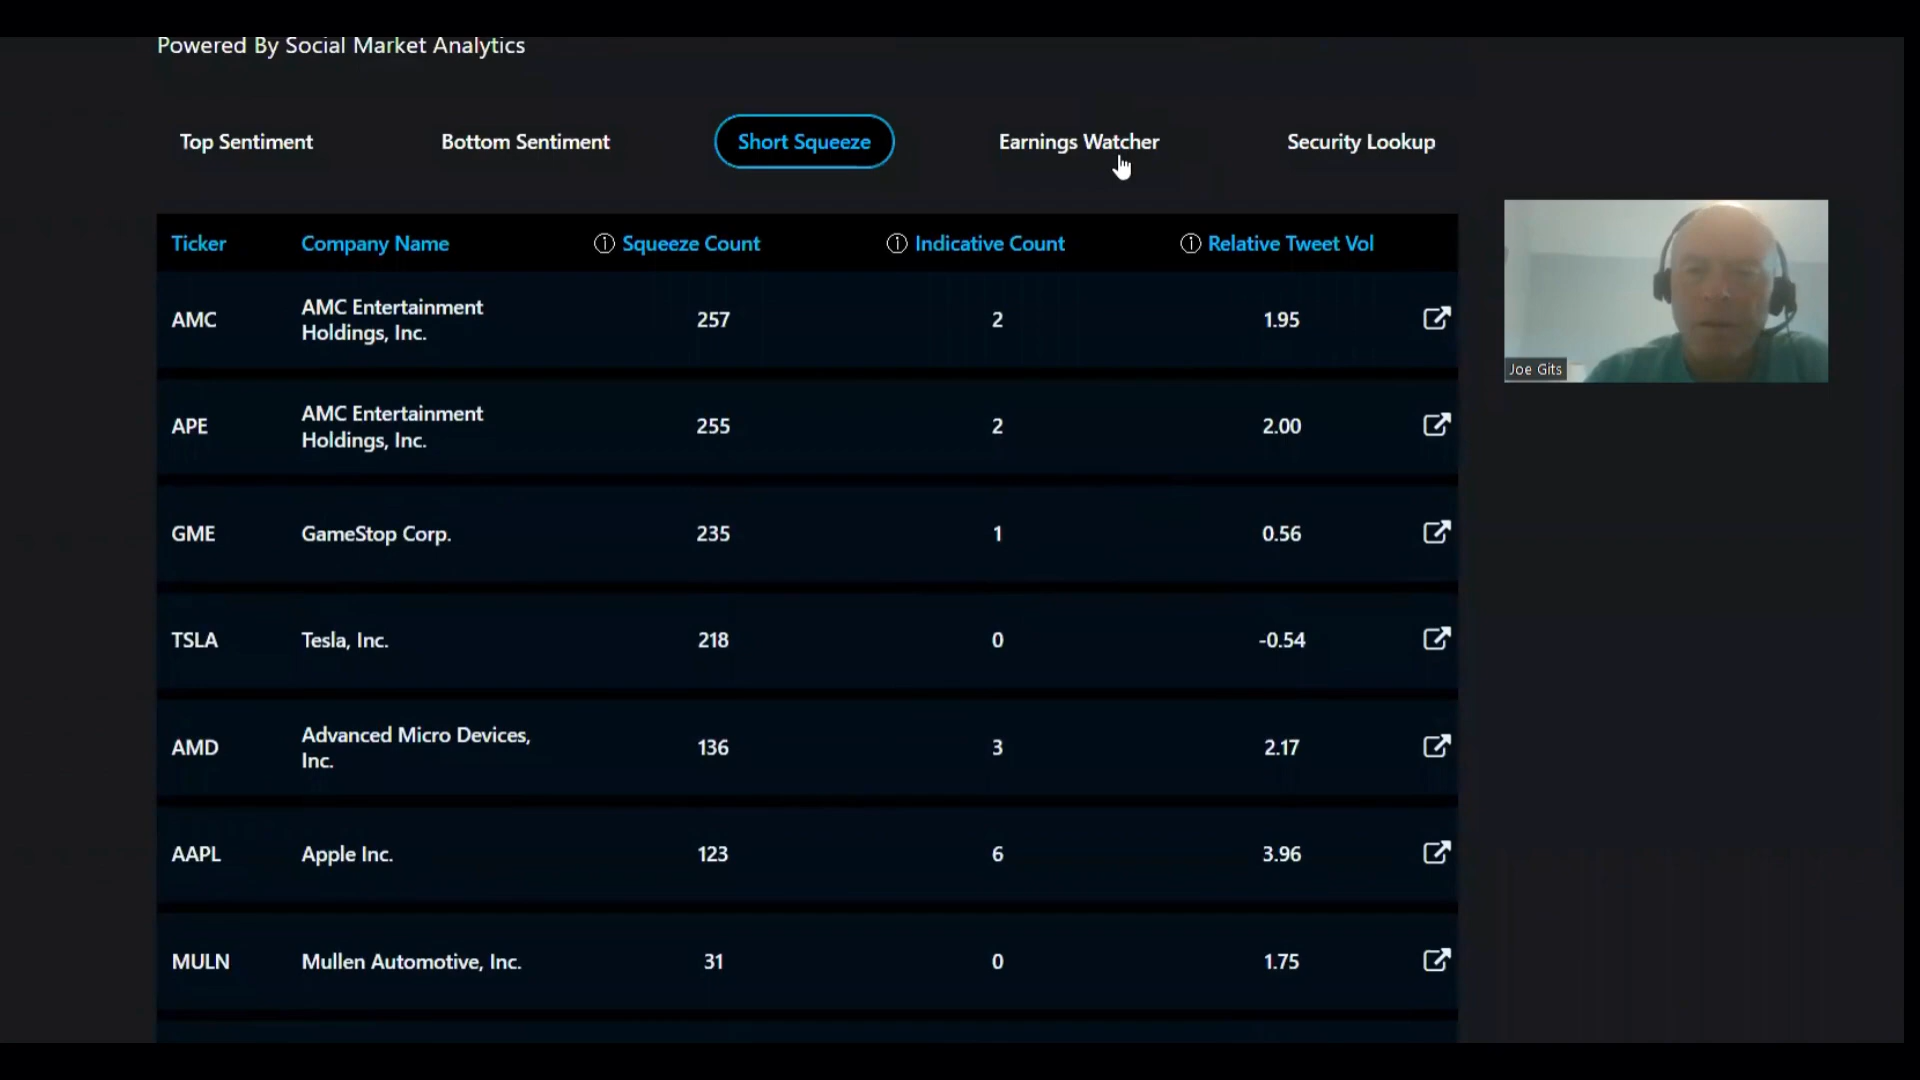 Powered By Social Market Analytics
Top Sentiment Bottom Sentiment Short Squeeze Earnings Watcher Security Lookup
Ticker Company Name Squeeze Count Indicative Count Relative Tweet Vol
AMC AMC Entertainment Holdings, Inc. 257 2 1.95
APE AMC Entertainment Holdings, Inc. 255 2 2.00
GME GameStop Corp. 235 1 0.56
TSLA Tesla, Inc. 218 0 -0.54
AMD Advanced Micro Devices, Inc. 136 3 2.17
AAPL Apple Inc. 123 6 3.96
MULN Mullen Automotive, Inc. 31 0 1.75
Joe Gits